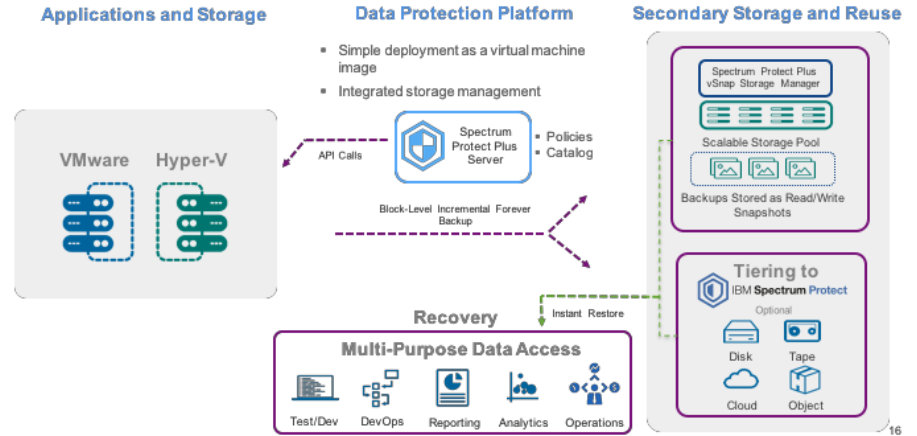 Applications and Storage
Data Protection Platform
Secondary Storage and Reuse
▪ Simple deployment as a virtual machine
image
▪ Integrated storage management
VMware
Hyper-V
API Calls
Spectrum
Protect Plus
Server
▪ Policies
▪ Catalog
Block-Level Incremental Forever
Backup
Spectrum Protect Plus
vSnap Storage Manager
Scalable Storage Pool
Backups Stored as Read/Write
Snapshots
Tiering to
IBM Spectrum Protect
Optional
Disk
Tape
Cloud
Object
Instant Restore
Recovery
Multi-Purpose Data Access
Test/Dev
DevOps
Reporting
Analytics
Operations
16